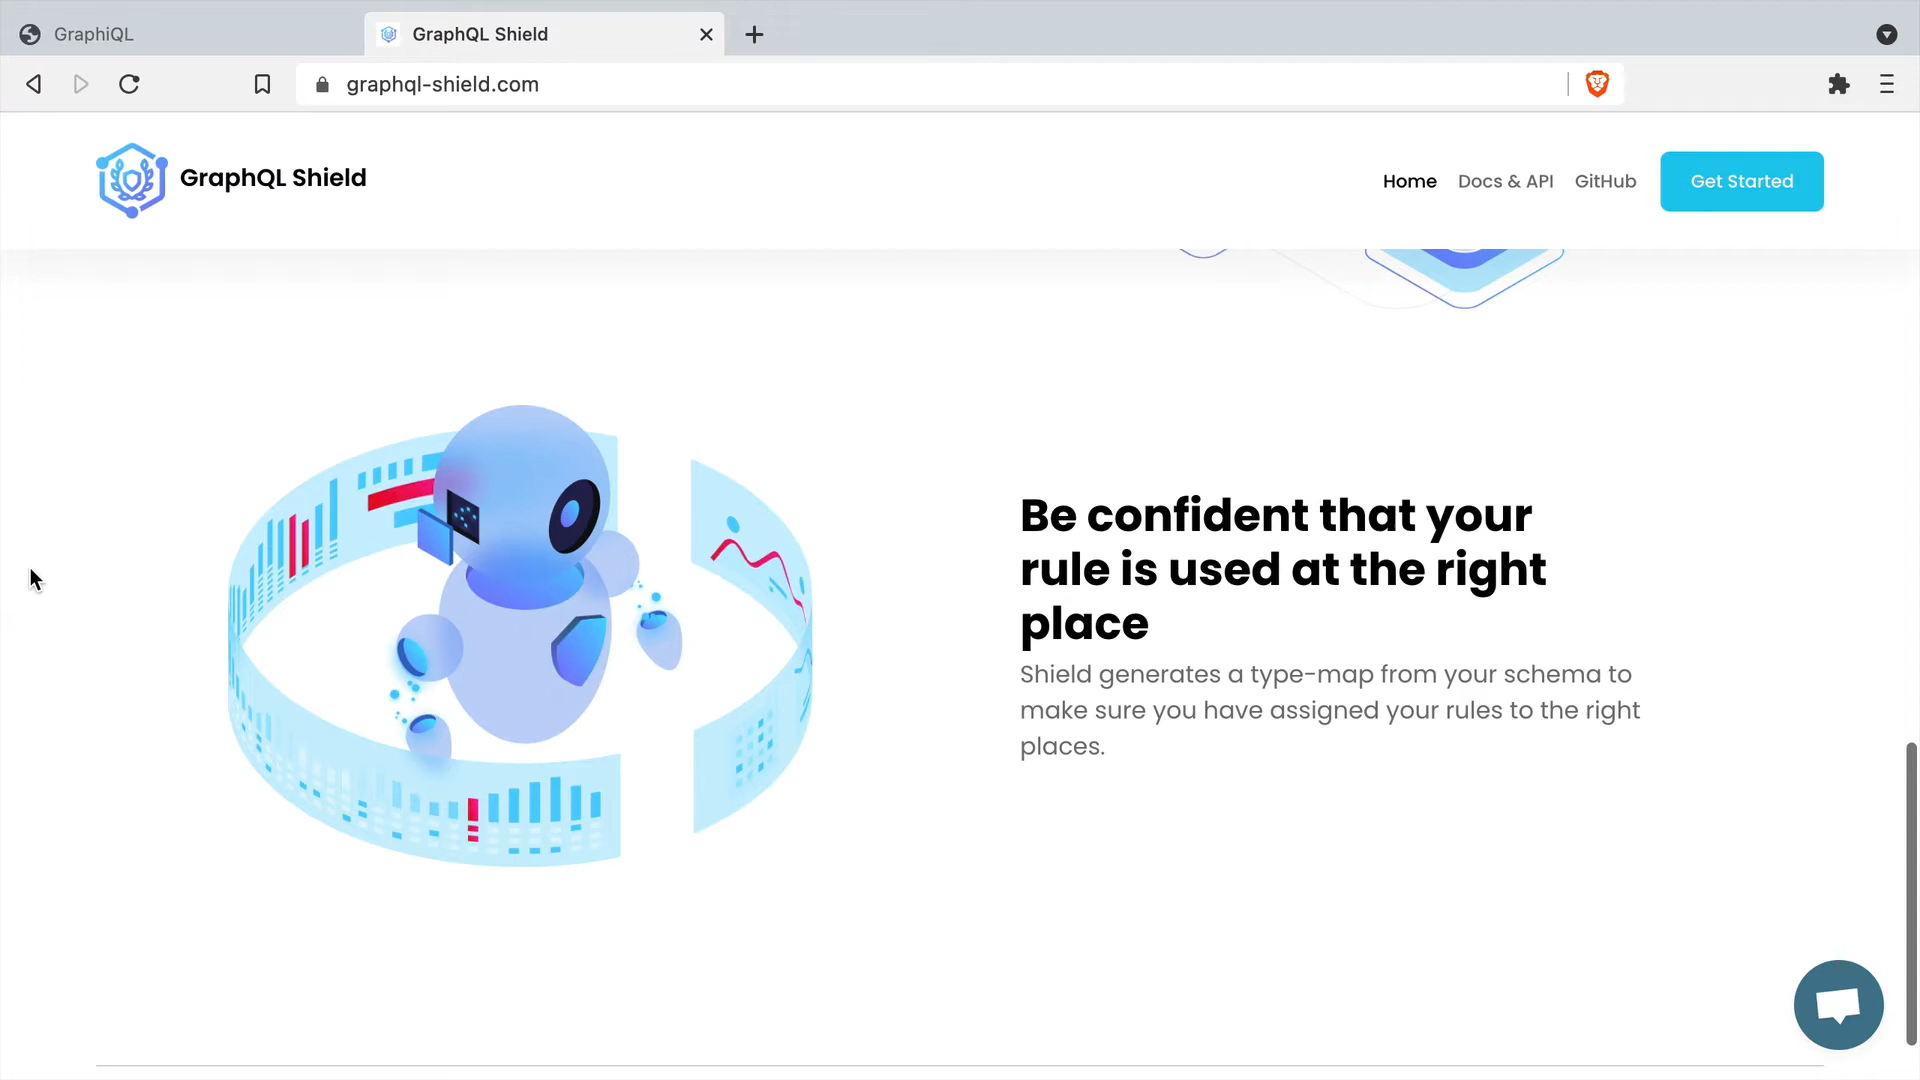 GraphiQL
GraphQL Shield
graphql-shield.com
GraphQL Shield
Home
Docs & API
GitHub
Get Started
Be confident that your
rule is used at the right
place
Shield generates a type-map from your schema to
make sure you have assigned your rules to the right
places.